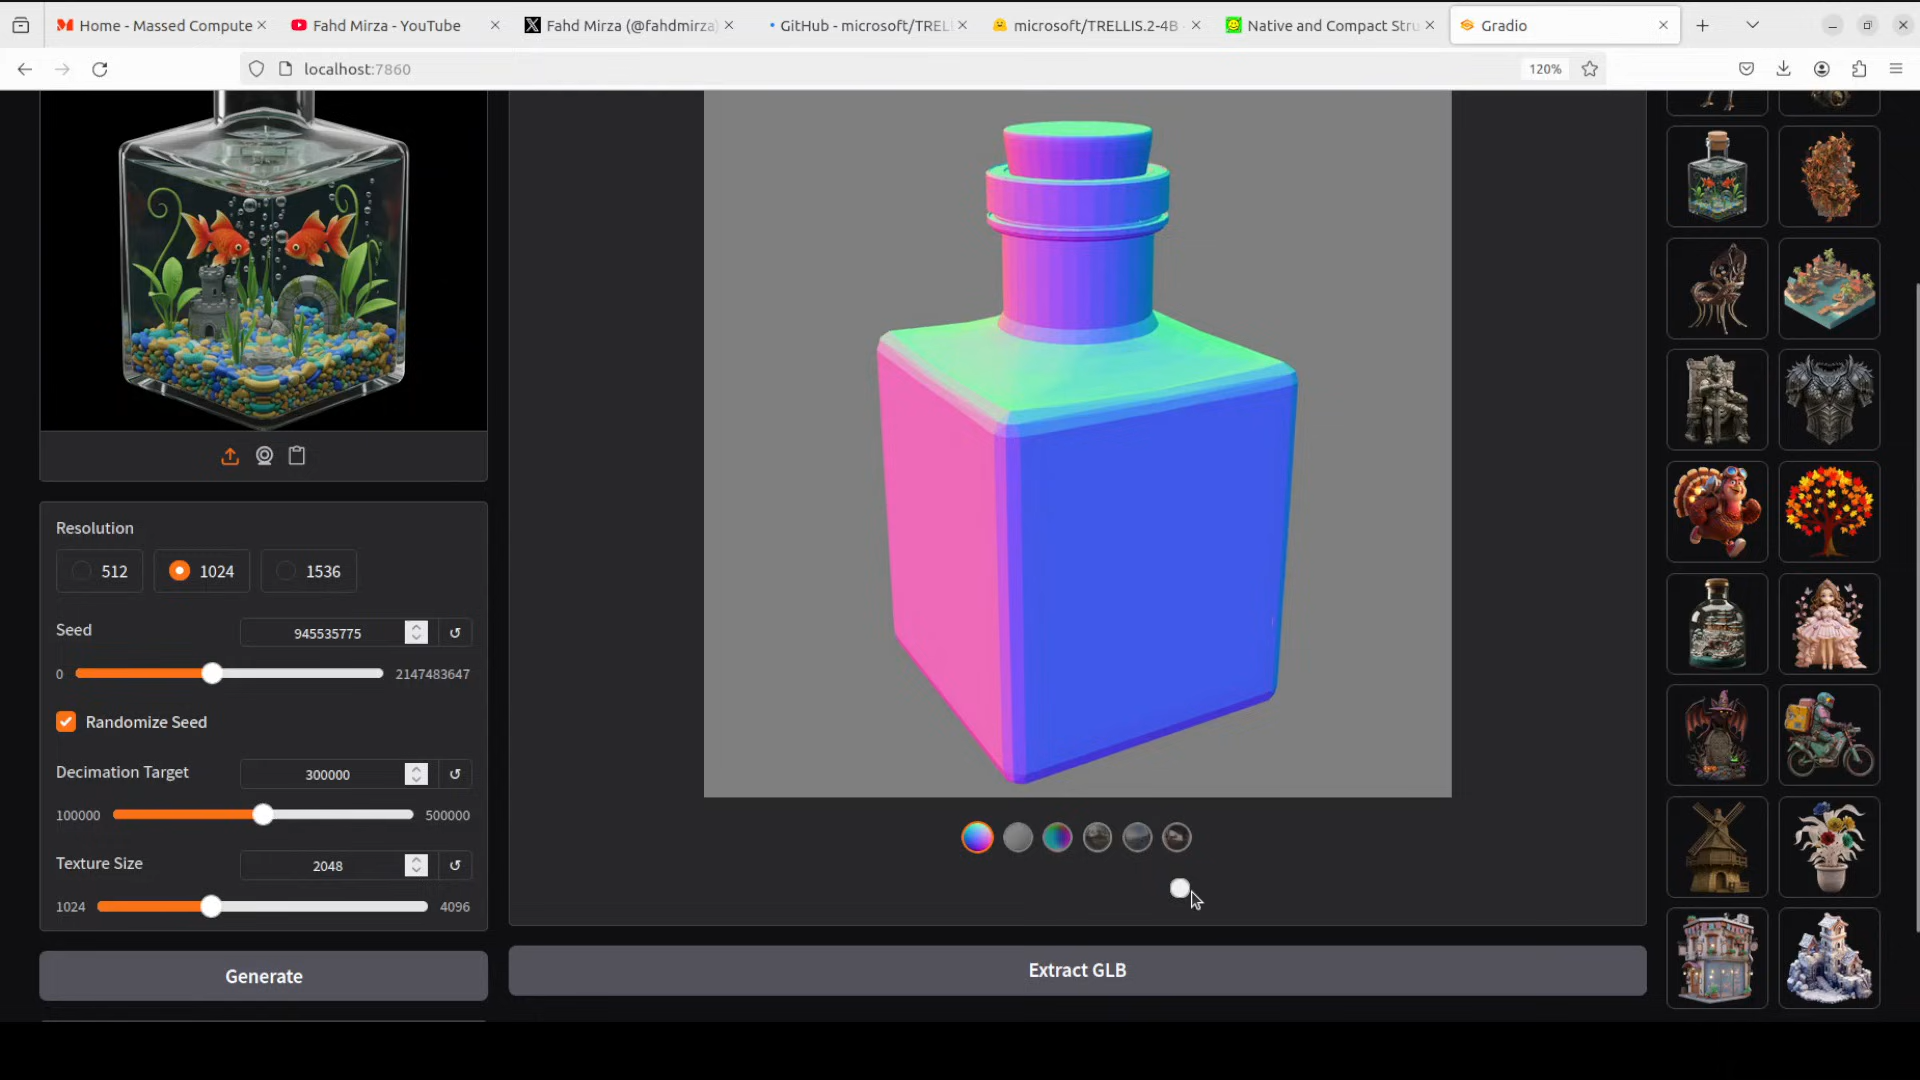 Home - Massed Compute
Fahd Mirza - YouTube
Fahd Mirza (@fahdmirza)
GitHub - microsoft/TREL
microsoft/TRELLIS.2-4B
Native and Compact Stru
Gradio
localhost:7860
120%
Resolution
512
1024
1536
Seed
945535775
0
2147483647
Randomize Seed
Decimation Target
300000
100000
500000
Texture Size
2048
1024
4096
Generate
Extract GLB